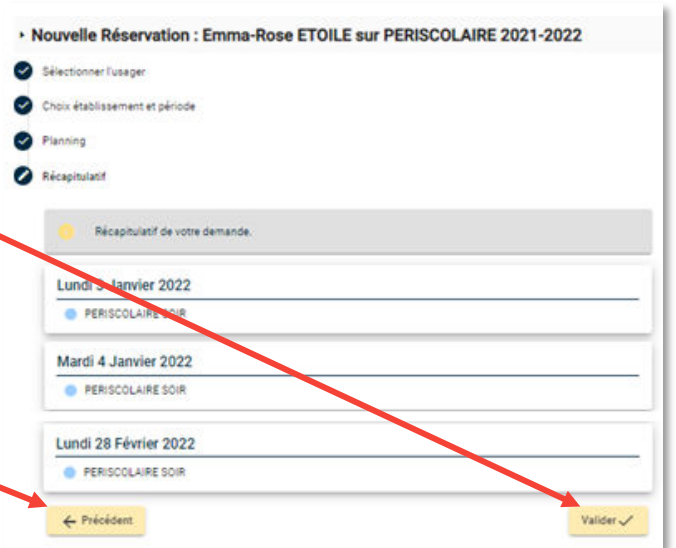 Nouvelle Réservation : Emma-Rose ETOILE sur PERISCOLAIRE 2021-2022
Sélectionner l'usager
Choix établissement et période
Planning
Récapitulatif
Récapitulatif de votre demande.
Lundi 3 Janvier 2022
PERISCOLAIRE SOIR
Mardi 4 Janvier 2022
PERISCOLAIRE SOIR
Lundi 28 Février 2022
PERISCOLAIRE SOIR
← Précédent
Valider ✓